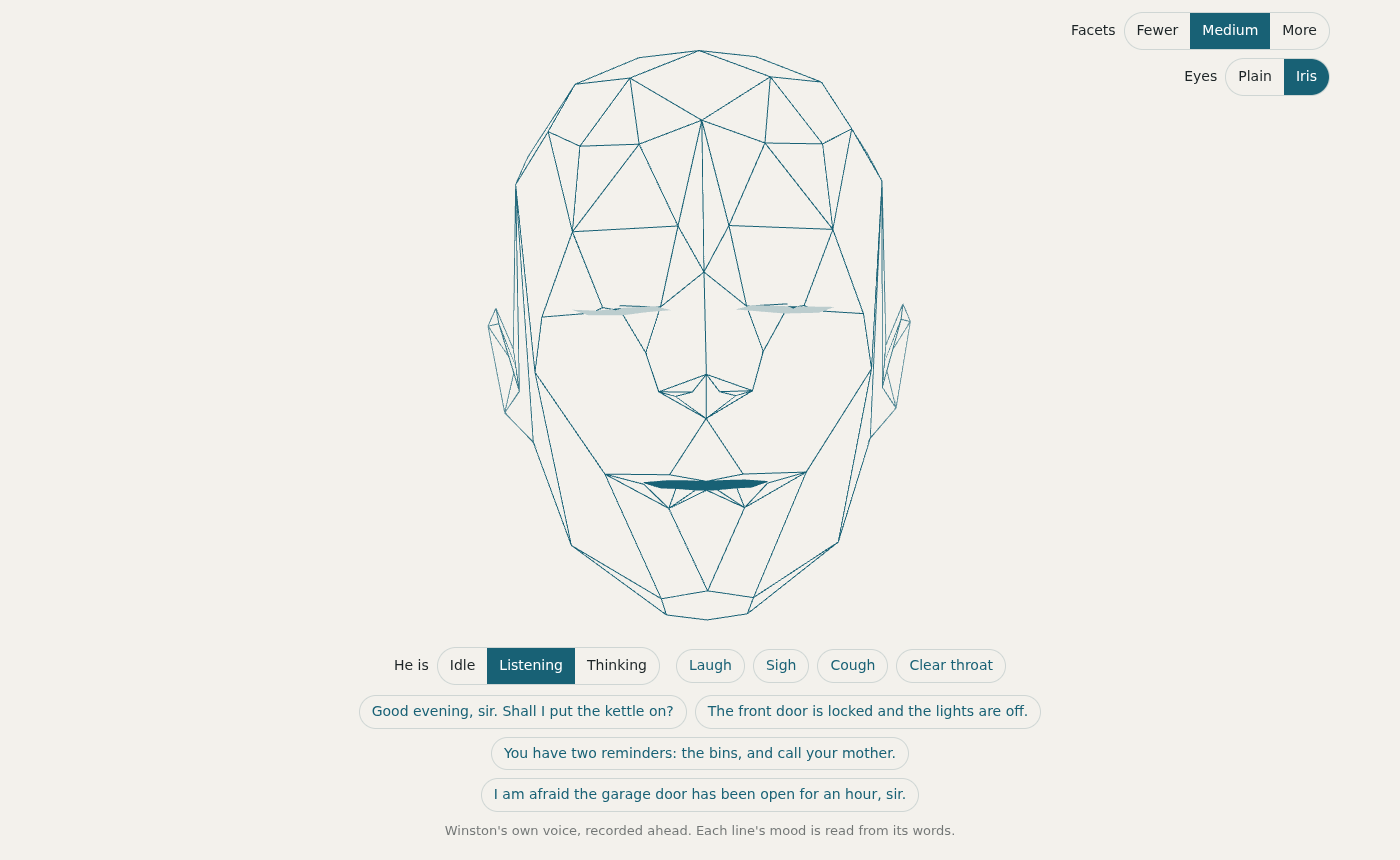 Facets Fewer Medium More
Eyes Plain Iris
He is Idle Listening Thinking Laugh Sigh Cough Clear throat
Good evening, sir. Shall I put the kettle on? The front door is locked and the lights are off.
You have two reminders: the bins, and call your mother.
I am afraid the garage door has been open for an hour, sir.
Winston's own voice, recorded ahead. Each line's mood is read from its words.